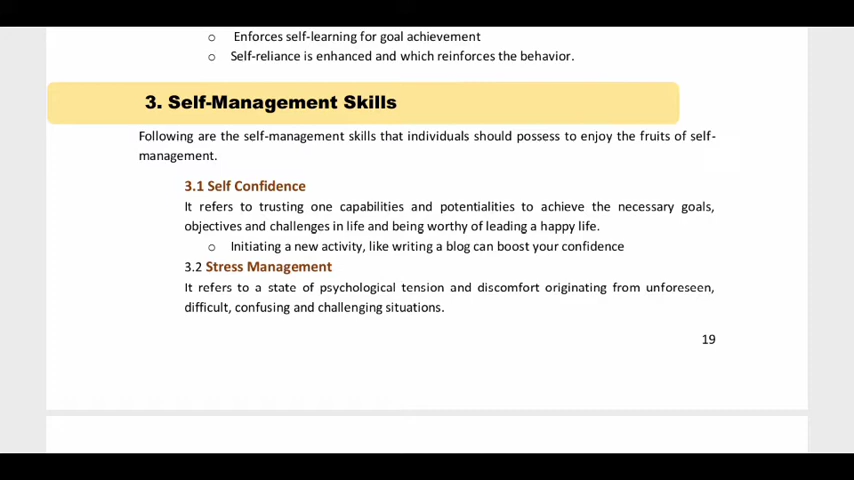 o Enforces self-learning for goal achievement
o Self-reliance is enhanced and which reinforces the behavior.
3. Self-Management Skills
Following are the self-management skills that individuals should possess to enjoy the fruits of self-
management.
3.1 Self Confidence
It refers to trusting one capabilities and potentialities to achieve the necessary goals,
objectives and challenges in life and being worthy of leading a happy life.
o Initiating a new activity, like writing a blog can boost your confidence
3.2 Stress Management
It refers to a state of psychological tension and discomfort originating from unforeseen,
difficult, confusing and challenging situations.
19